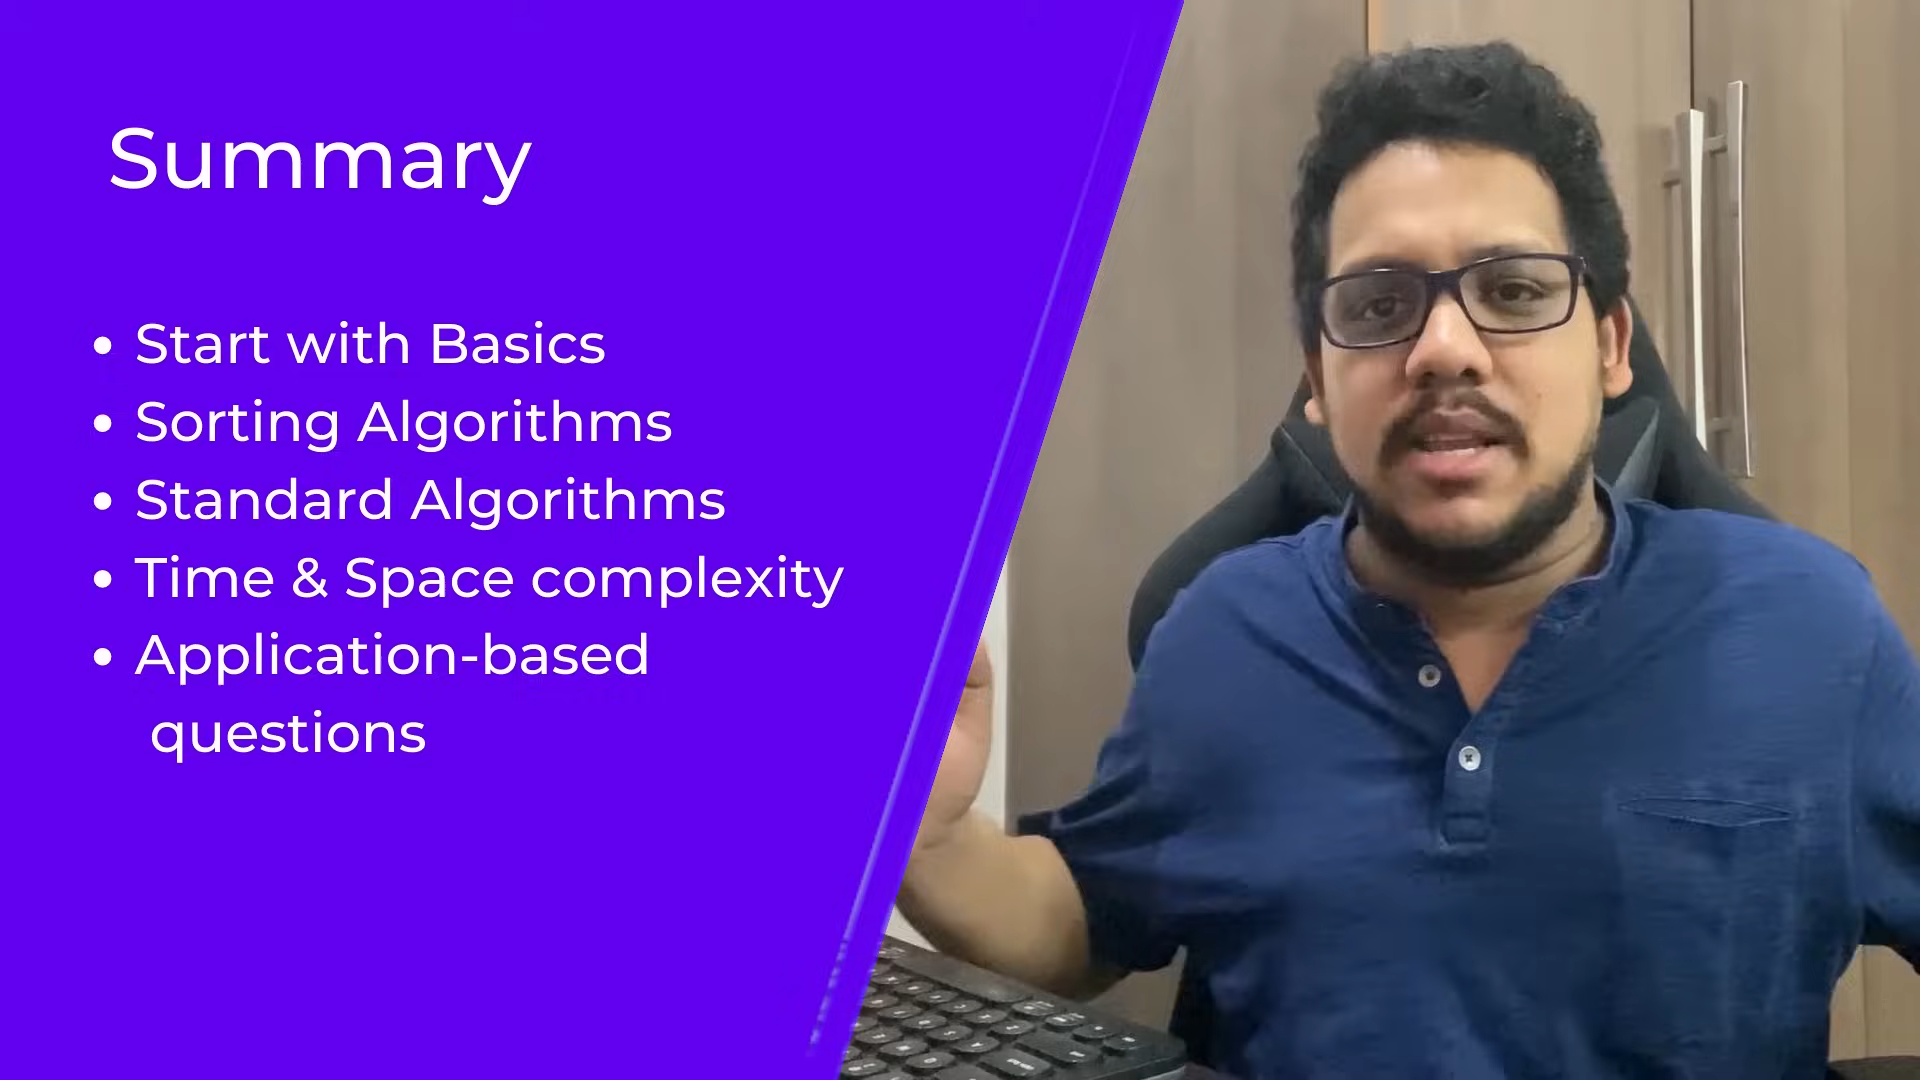 Summary
• Start with Basics
• Sorting Algorithms
• Standard Algorithms
• Time & Space complexity
• Application-based
questions